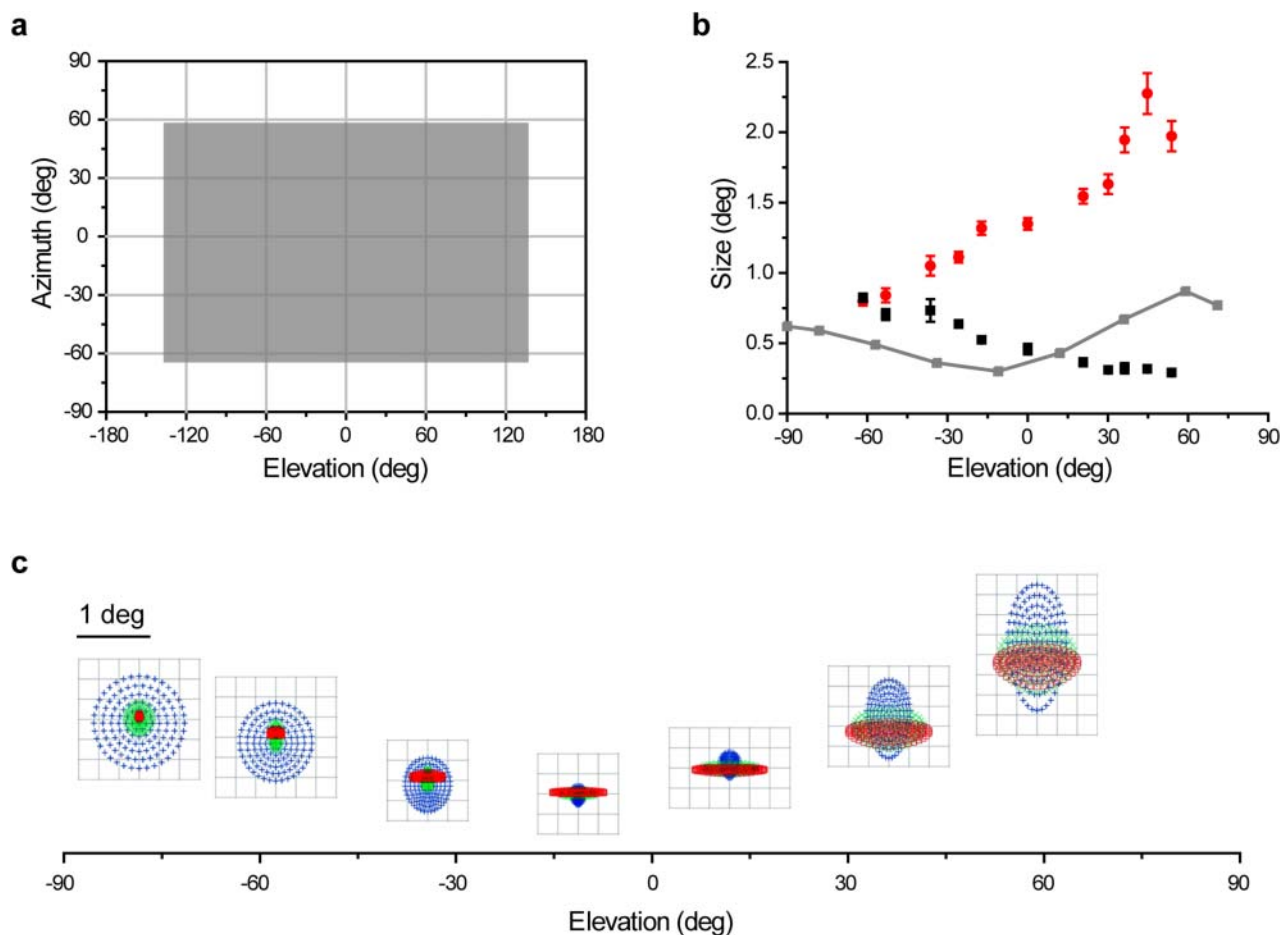 a
90
60
30
0
-30
-60
-90
Azimuth (deg)
-180 -120 -60 0 60 120 180
Elevation (deg)
b
2.5
2.0
1.5
1.0
0.5
0.0
Size (deg)
-90 -60 -30 0 30 60 90
Elevation (deg)
c
1 deg
-90 -60 -30 0 30 60 90
Elevation (deg)